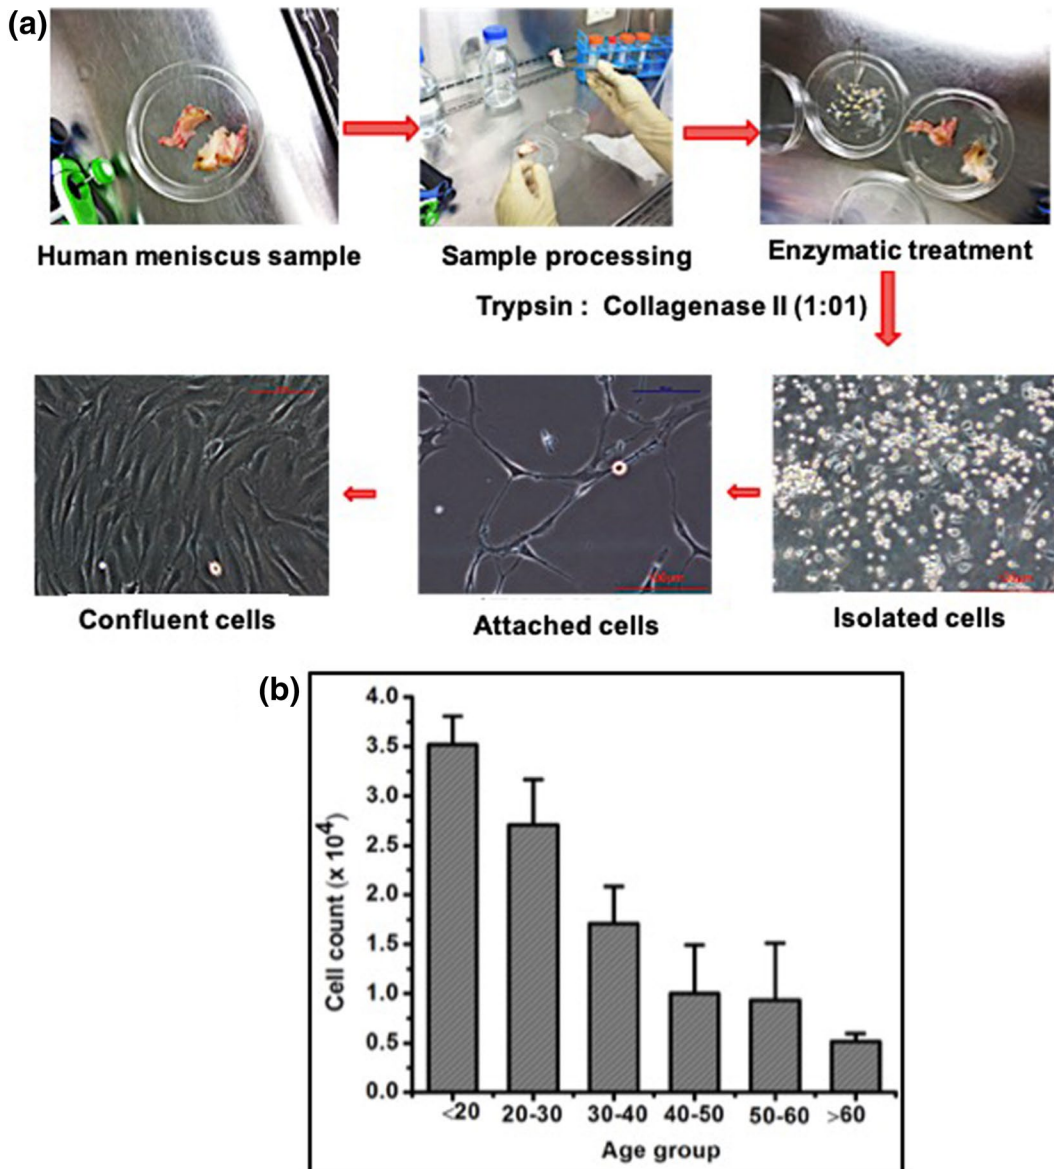 (a)
Human meniscus sample
Sample processing
Enzymatic treatment
Trypsin : Collagenase II (1:01)
Confluent cells
Attached cells
Isolated cells
(b)
4.0
3.5
3.0
2.5
2.0
1.5
1.0
0.5
0.0
Cell count (x 10⁴)
<20 20-30 30-40 40-50 50-60 >60
Age group